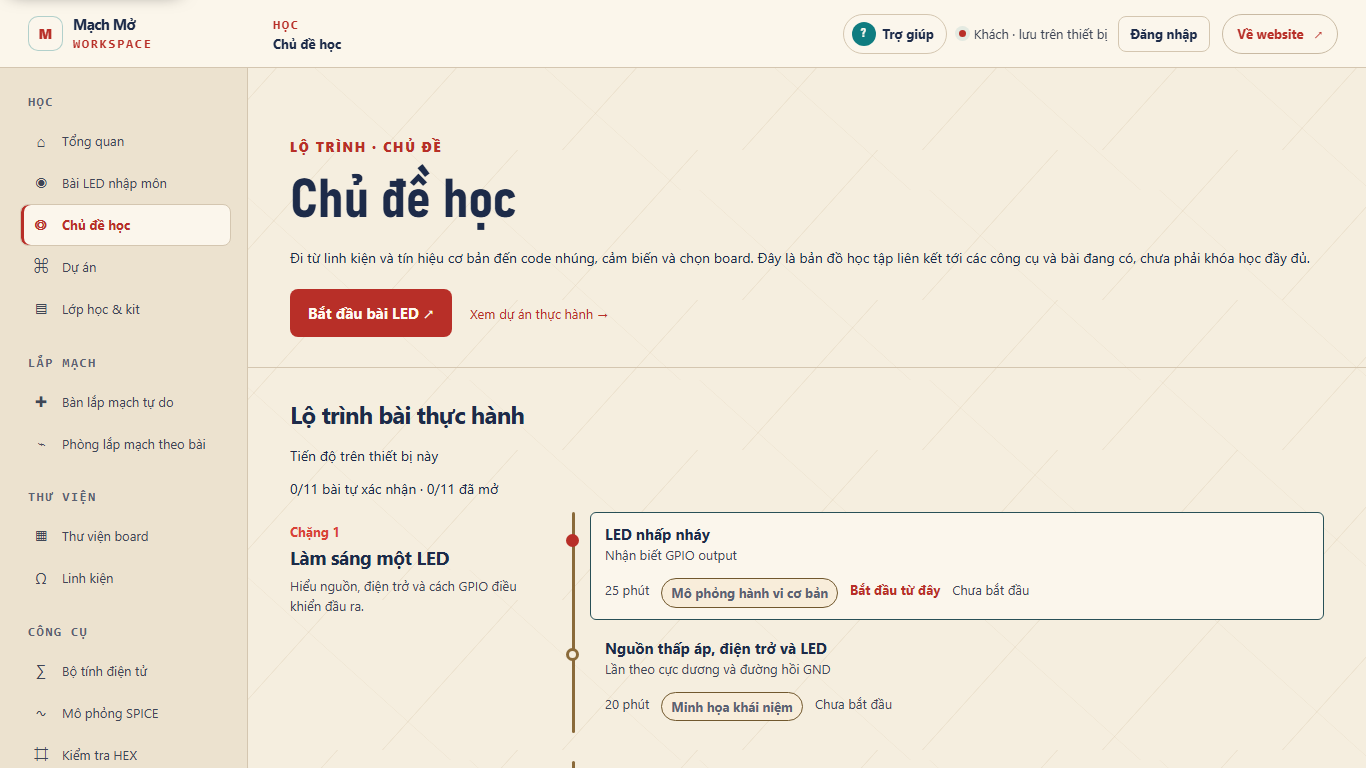 M
Mạch Mở
WORKSPACE
HỌC
Chủ đề học
? Trợ giúp
Khách · lưu trên thiết bị
Đăng nhập
Về website ↗
HỌC
Tổng quan
Bài LED nhập môn
Chủ đề học
Dự án
Lớp học & kit
LẮP MẠCH
Bàn lắp mạch tự do
Phòng lắp mạch theo bài
THƯ VIỆN
Thư viện board
Ω Linh kiện
CÔNG CỤ
∑ Bộ tính điện tử
∿ Mô phỏng SPICE
Kiểm tra HEX
LỘ TRÌNH · CHỦ ĐỀ
Chủ đề học
Đi từ linh kiện và tín hiệu cơ bản đến code nhúng, cảm biến và chọn board. Đây là bản đồ học tập liên kết tới các công cụ và bài đang có, chưa phải khóa học đầy đủ.
Bắt đầu bài LED ↗
Xem dự án thực hành →
Lộ trình bài thực hành
Tiến độ trên thiết bị này
0/11 bài tự xác nhận · 0/11 đã mở
Chặng 1
Làm sáng một LED
Hiểu nguồn, điện trở và cách GPIO điều
khiển đầu ra.
LED nhấp nháy
Nhận biết GPIO output
25 phút Mô phỏng hành vi cơ bản Bắt đầu từ đây Chưa bắt đầu
Nguồn thấp áp, điện trở và LED
Lần theo cực dương và đường hồi GND
20 phút Minh họa khái niệm Chưa bắt đầu